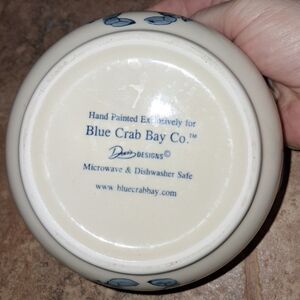 Hand Painted Exclusively for
Blue Crab Bay Co.™
DESIGNS©
Microwave & Dishwasher Safe
www.bluecrabbay.com